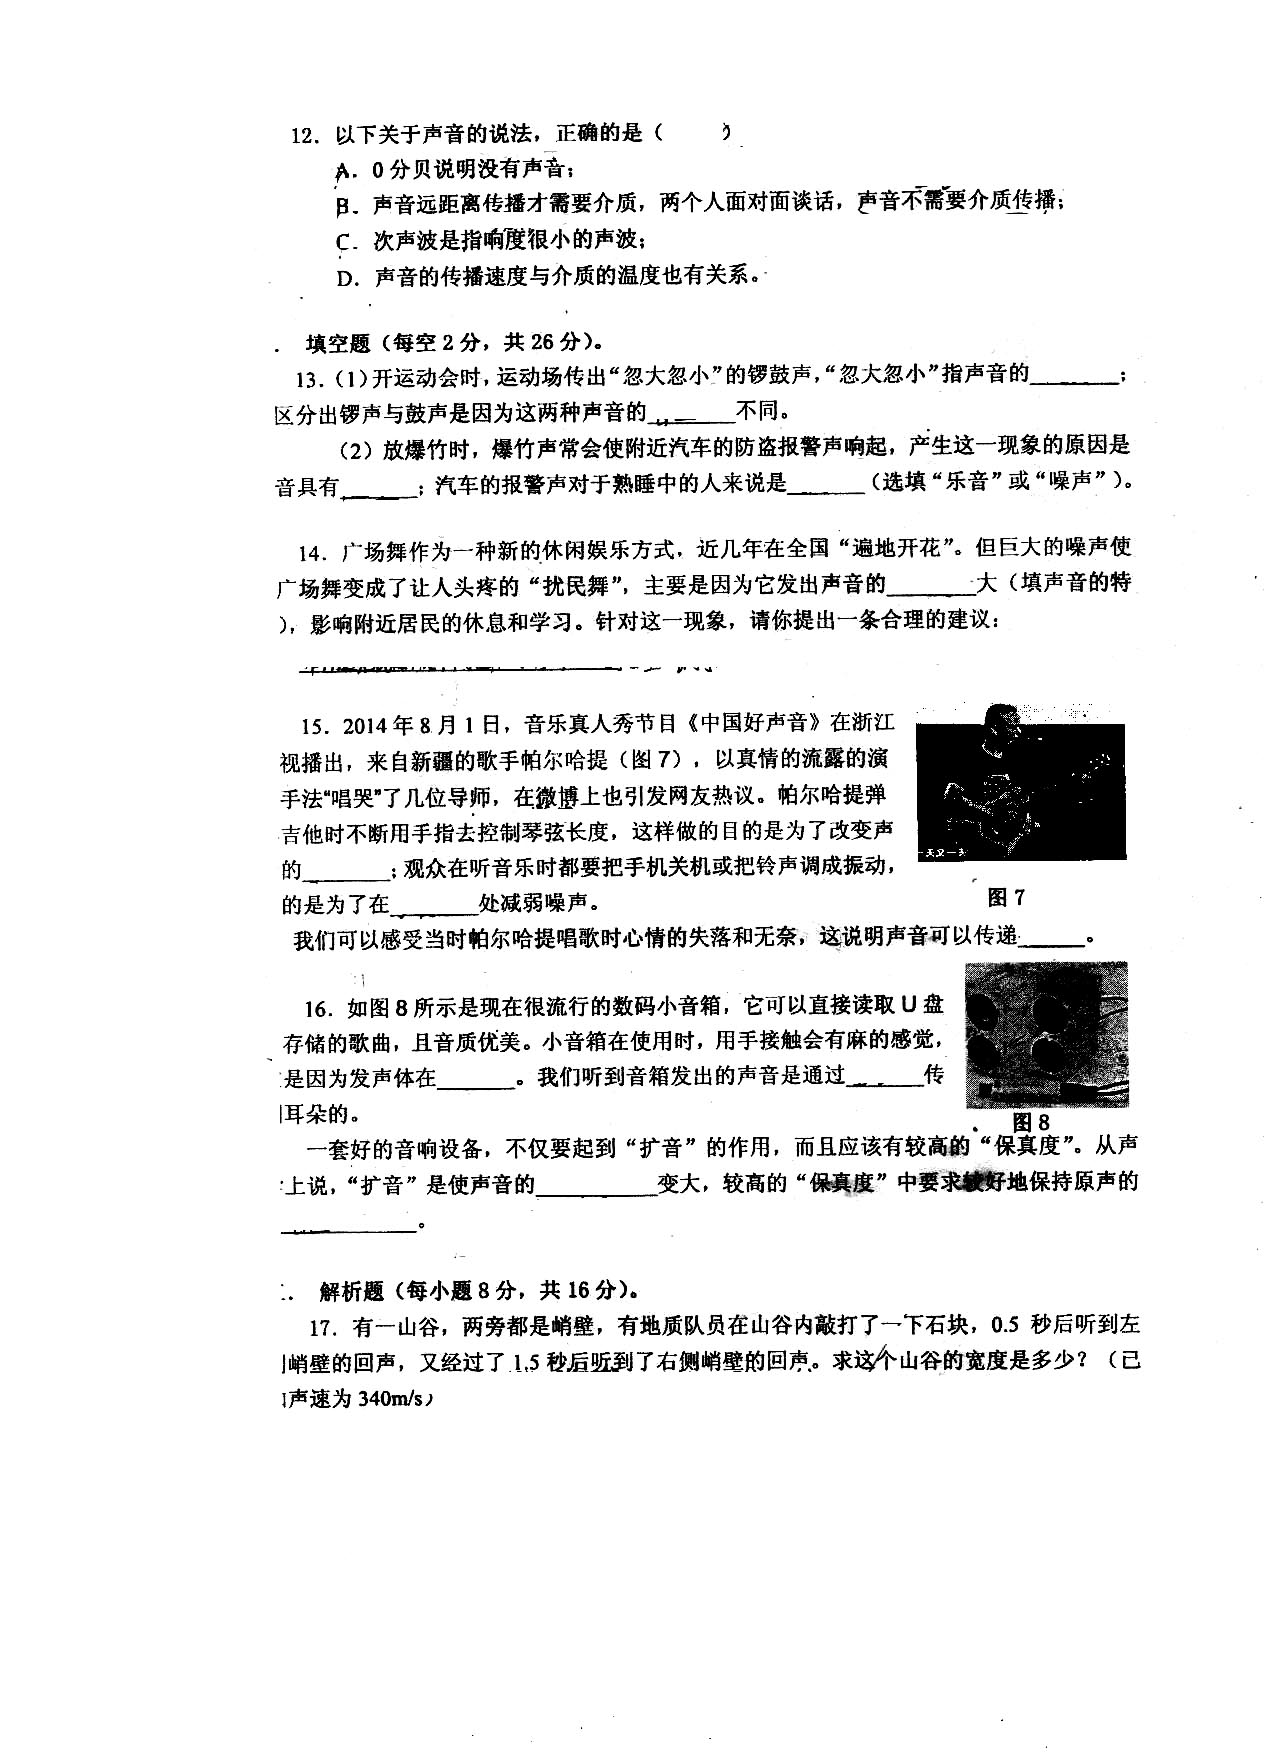 12. 以下关于声音的说法，正确的是（　　）
A. 0分贝说明没有声音；
B. 声音远距离传播才需要介质，两个人面对面谈话，声音不需要介质传播；
C. 次声波是指响度很小的声波；
D. 声音的传播速度与介质的温度也有关系。
填空题（每空2分，共26分）。
13.（1）开运动会时，运动场传出“忽大忽小”的锣鼓声，“忽大忽小”指声音的________；
区分出锣声与鼓声是因为这两种声音的________不同。
（2）放爆竹时，爆竹声常会使附近汽车的防盗报警声响起，产生这一现象的原因是
音具有_______；汽车的报警声对于熟睡中的人来说是_______（选填“乐音”或“噪声”）。
14. 广场舞作为一种新的休闲娱乐方式，近几年在全国“遍地开花”。但巨大的噪声使
广场舞变成了让人头疼的“扰民舞”，主要是因为它发出声音的________大（填声音的特
），影响附近居民的休息和学习。针对这一现象，请你提出一条合理的建议：
15. 2014年8月1日，音乐真人秀节目《中国好声音》在浙江
视播出，来自新疆的歌手帕尔哈提（图7），以真情的流露的演
手法“唱哭”了几位导师，在微博上也引发网友热议。帕尔哈提弹
吉他时不断用手指去控制琴弦长度，这样做的目的是为了改变声
的________；观众在听音乐时都要把手机关机或把铃声调成振动，
的是为了在________处减弱噪声。
图7
我们可以感受当时帕尔哈提唱歌时心情的失落和无奈，这说明声音可以传递______。
16. 如图8所示是现在很流行的数码小音箱，它可以直接读取U盘
存储的歌曲，且音质优美。小音箱在使用时，用手接触会有麻的感觉，
是因为发声体在_______。我们听到音箱发出的声音是通过_______传
耳朵的。
图8
一套好的音响设备，不仅要起到“扩音”的作用，而且应该有较高的“保真度”。从声
上说，“扩音”是使声音的___________变大，较高的“保真度”中要求较好地保持原声的
____________。
解析题（每小题8分，共16分）。
17. 有一山谷，两旁都是峭壁，有地质队员在山谷内敲打了一下石块，0.5 秒后听到左
峭壁的回声，又经过了1.5秒后听到了右侧峭壁的回声。求这个山谷的宽度是多少？（已
声速为340m/s）